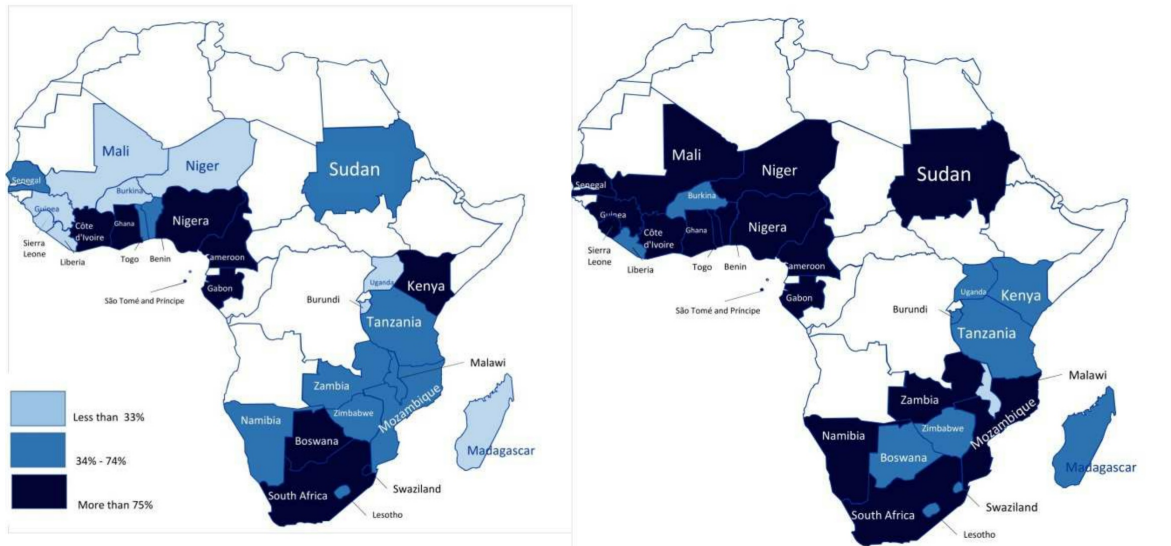 Mali
Niger
Sudan
Senegal
Burkina
Guinea
Côte
d'Ivoire
Ghana
Nigera
Sierra
Leone
Liberia
Togo
Benin
Cameroon
São Tomé and Príncipe
Gabon
Uganda
Kenya
Burundi
Tanzania
Malawi
Zambia
Mozambique
Namibia
Zimbabwe
Boswana
Madagascar
South Africa
Swaziland
Lesotho
Less than 33%
34% - 74%
More than 75%
Mali
Niger
Sudan
Senegal
Burkina
Guinea
Côte
d'Ivoire
Ghana
Nigera
Sierra
Leone
Liberia
Togo
Benin
Cameroon
São Tomé and Príncipe
Gabon
Uganda
Kenya
Burundi
Tanzania
Malawi
Zambia
Mozambique
Namibia
Zimbabwe
Boswana
Madagascar
South Africa
Swaziland
Lesotho